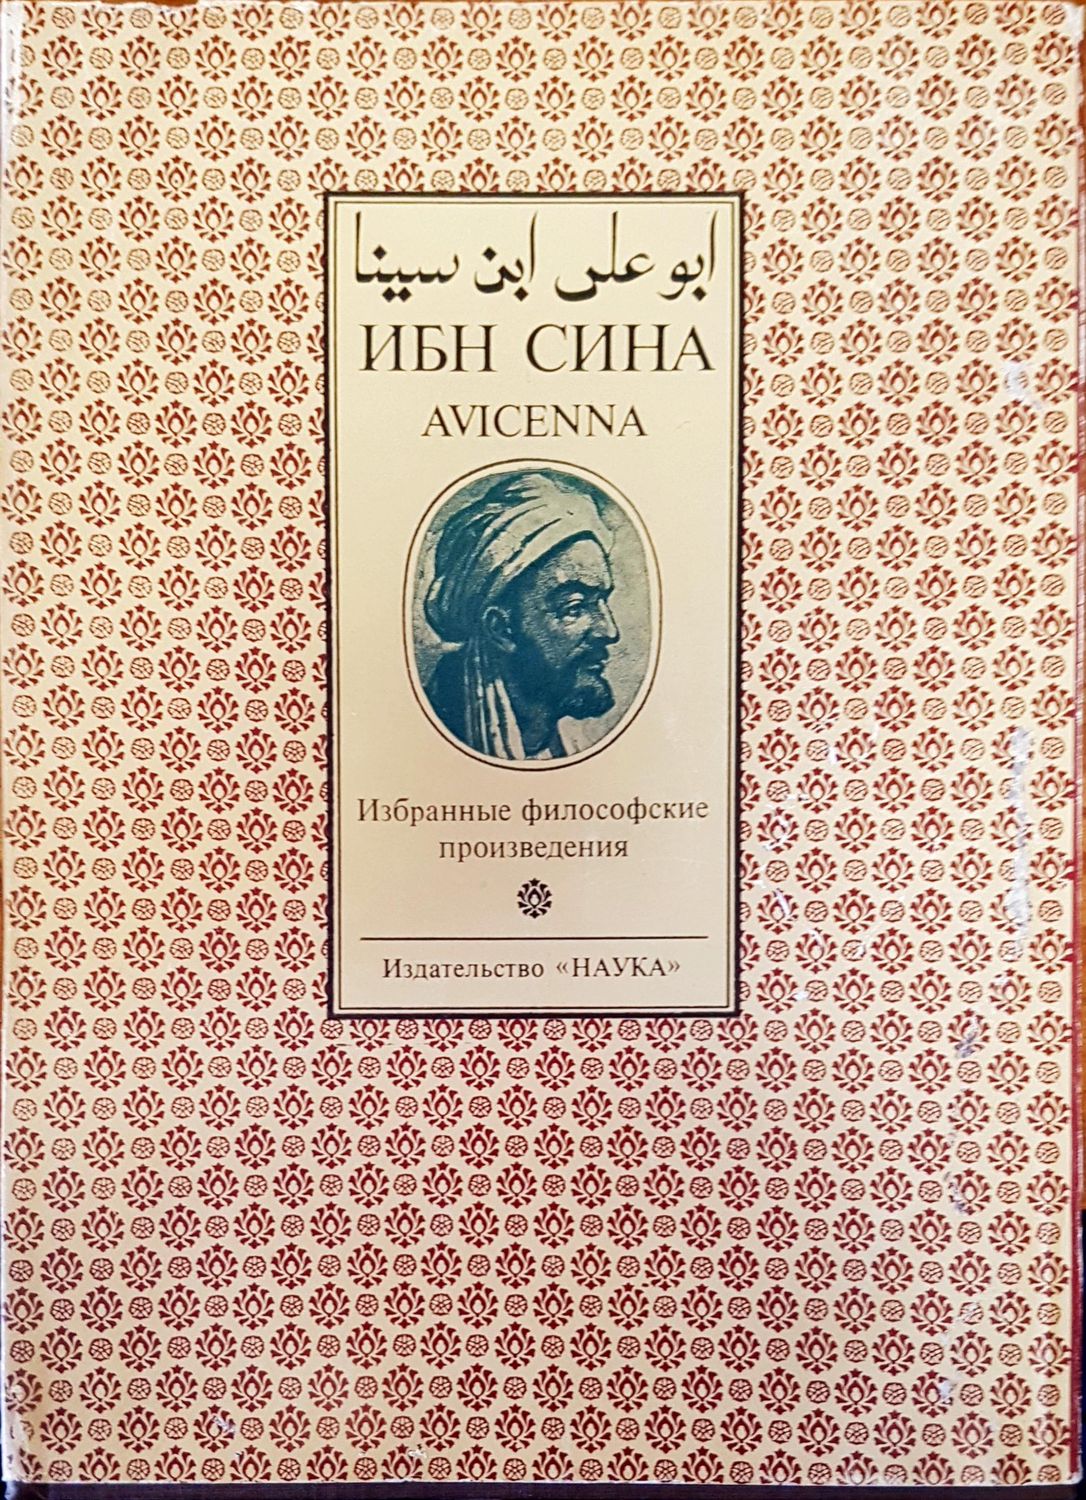 ابو علی ابن سینا
ИБН СИНА
AVICENNA
Избранные философские
произведения
Издательство «НАУКА»